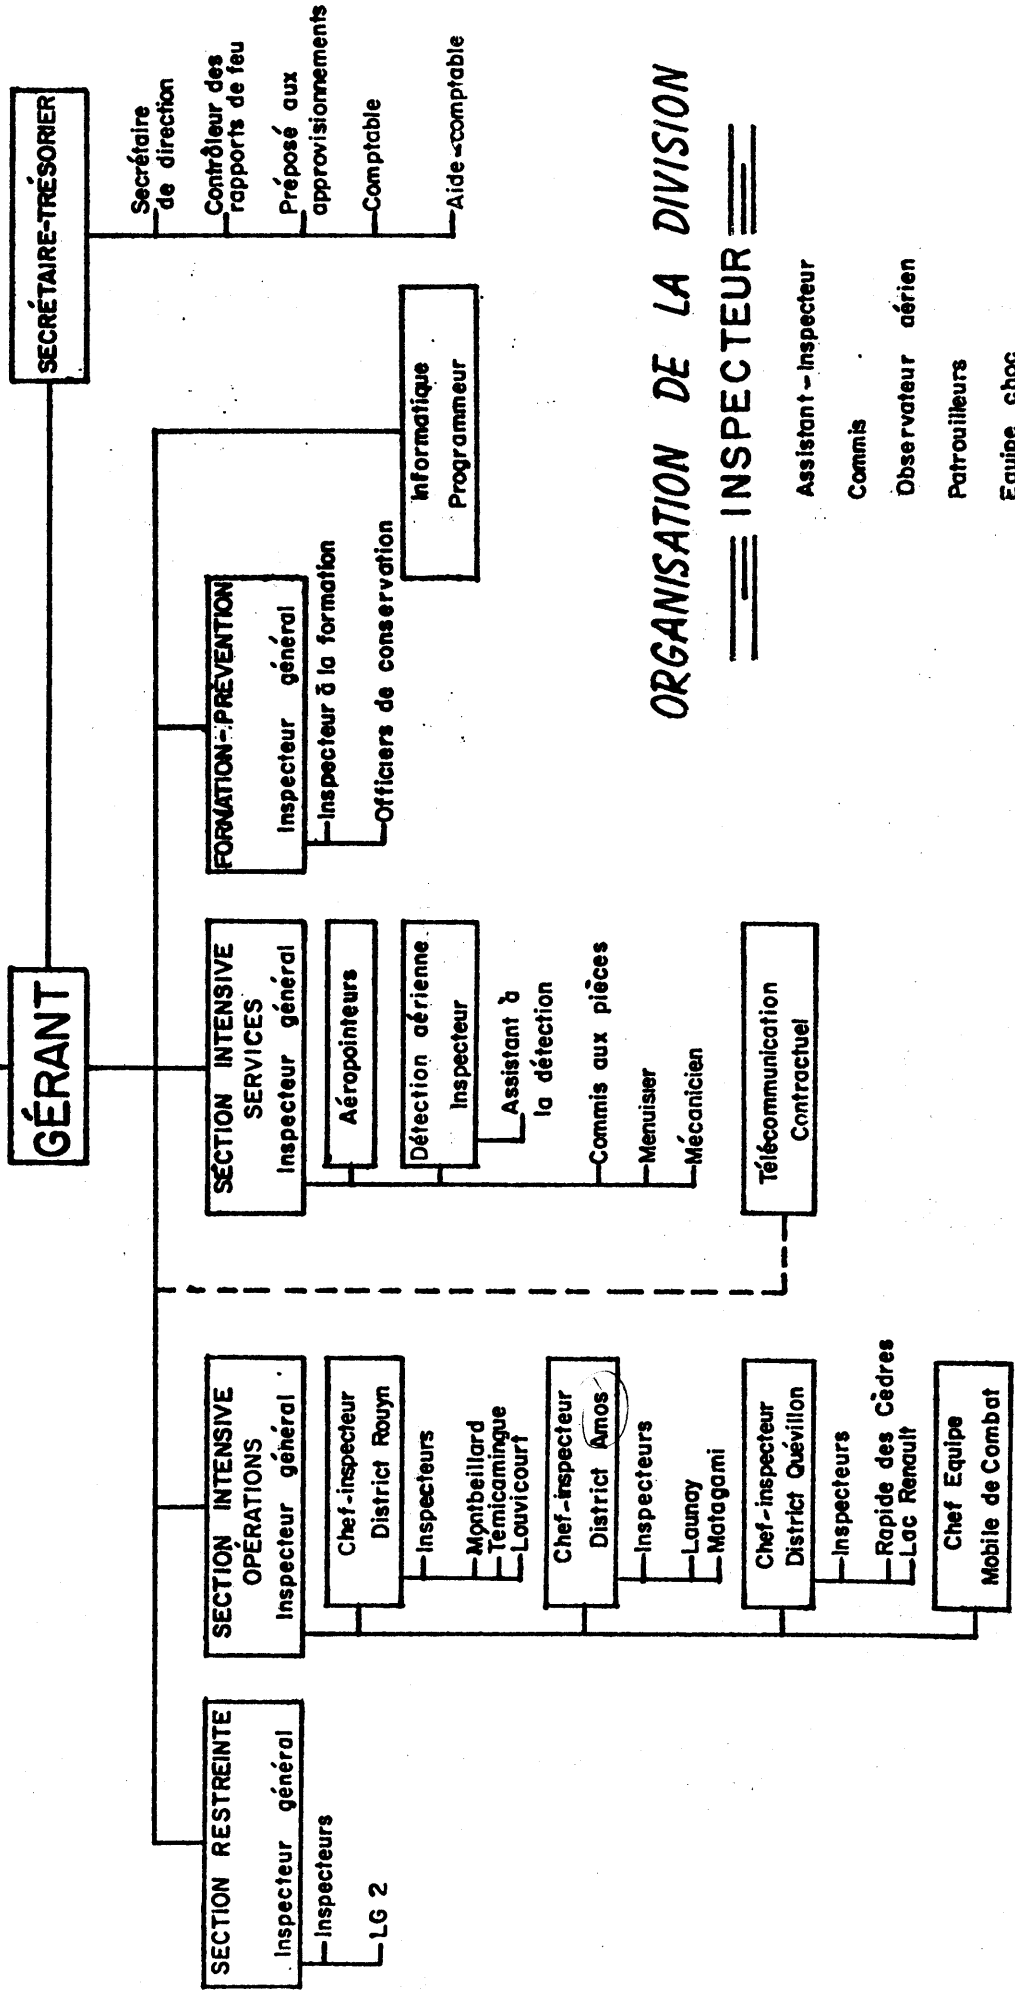 GÉRANT
SECRÉTAIRE-TRÉSORIER
Secrétaire
de direction
Contrôleur des
rapports de feu
Préposé aux
approvisionnements
Comptable
Aide-comptable
SECTION RESTREINTE
Inspecteur général
Inspecteurs
LG 2
SECTION INTENSIVE
OPÉRATIONS
Inspecteur général
Chef-inspecteur
District Rouyn
Inspecteurs
Montbeillard
Temicamingue
Louvicourt
Chef-inspecteur
District Amos
Inspecteurs
Launay
Matagami
Chef-inspecteur
District Quévillon
Inspecteurs
Rapide des Cèdres
Lac Renault
Chef Equipe
Mobile de Combat
SECTION INTENSIVE
SERVICES
Inspecteur général
Aéropointeurs
Détection aérienne
Inspecteur
Assistant à
la détection
Commis aux pièces
Menuisier
Mécanicien
Télécommunication
Contractuel
FORMATION-PRÉVENTION
Inspecteur général
Inspecteur à la formation
Officiers de conservation
Informatique
Programmeur
ORGANISATION DE LA DIVISION
INSPECTEUR
Assistant-Inspecteur
Commis
Observateur aérien
Patrouilleurs
Equipe choc